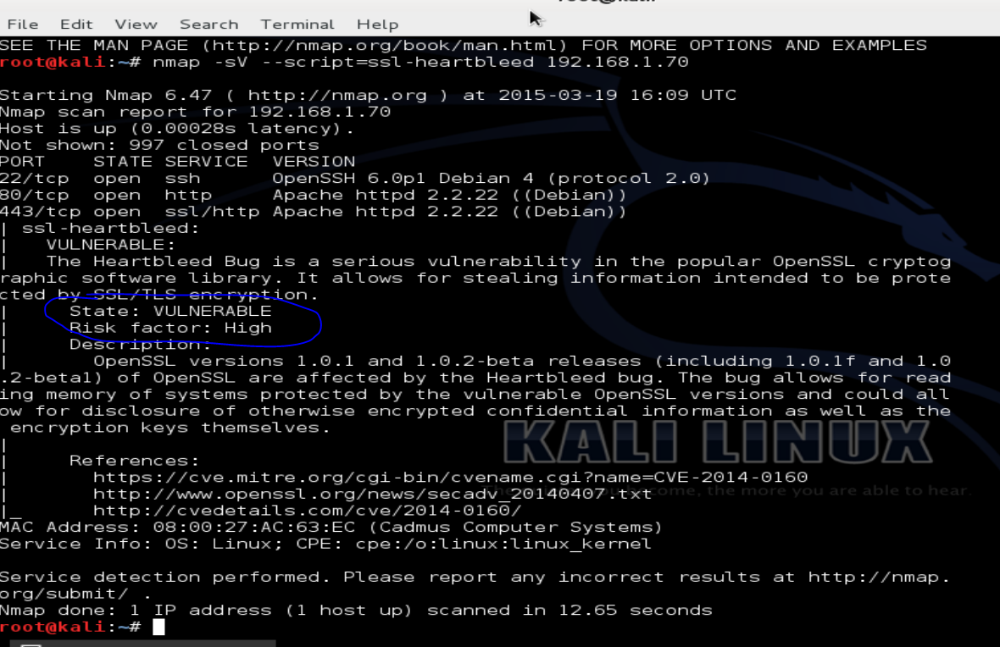 File Edit View Search Terminal Help
SEE THE MAN PAGE (http://nmap.org/book/man.html) FOR MORE OPTIONS AND EXAMPLES
root@kali:~# nmap -sV --script=ssl-heartbleed 192.168.1.70
Starting Nmap 6.47 ( http://nmap.org ) at 2015-03-19 16:09 UTC
Nmap scan report for 192.168.1.70
Host is up (0.00028s latency).
Not shown: 997 closed ports
PORT    STATE SERVICE  VERSION
22/tcp  open  ssh      OpenSSH 6.0p1 Debian 4 (protocol 2.0)
80/tcp  open  http     Apache httpd 2.2.22 ((Debian))
443/tcp open  ssl/http Apache httpd 2.2.22 ((Debian))
| ssl-heartbleed:
|   VULNERABLE:
|   The Heartbleed Bug is a serious vulnerability in the popular OpenSSL cryptog
raphic software library. It allows for stealing information intended to be prote
cted by SSL/TLS encryption.
|     State: VULNERABLE
|     Risk factor: High
|     Description:
|       OpenSSL versions 1.0.1 and 1.0.2-beta releases (including 1.0.1f and 1.0
.2-beta1) of OpenSSL are affected by the Heartbleed bug. The bug allows for read
ing memory of systems protected by the vulnerable OpenSSL versions and could all
ow for disclosure of otherwise encrypted confidential information as well as the
 encryption keys themselves.
KALI LINUX
|
|     References:
|       https://cve.mitre.org/cgi-bin/cvename.cgi?name=CVE-2014-0160
|       http://www.openssl.org/news/secadv_20140407.txt
become, the more you are able to hear.
|_      http://cvedetails.com/cve/2014-0160/
MAC Address: 08:00:27:AC:63:EC (Cadmus Computer Systems)
Service Info: OS: Linux; CPE: cpe:/o:linux:linux_kernel
Service detection performed. Please report any incorrect results at http://nmap.
org/submit/ .
Nmap done: 1 IP address (1 host up) scanned in 12.65 seconds
root@kali:~#